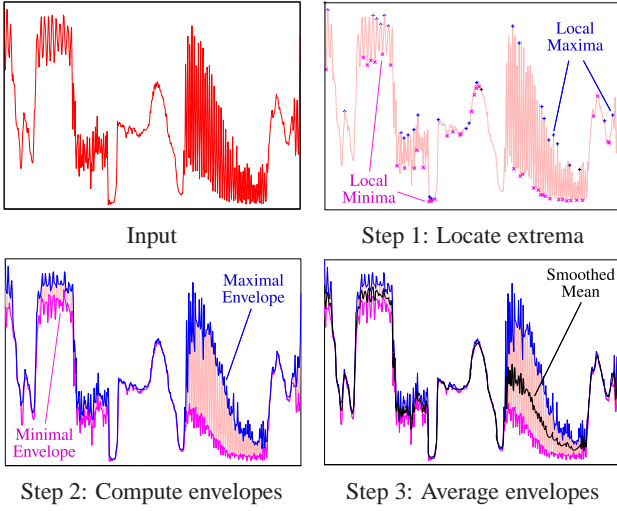 Input
Local
Maxima
Local
Minima
Step 1: Locate extrema
Maximal
Envelope
Minimal
Envelope
Step 2: Compute envelopes
Smoothed
Mean
Step 3: Average envelopes